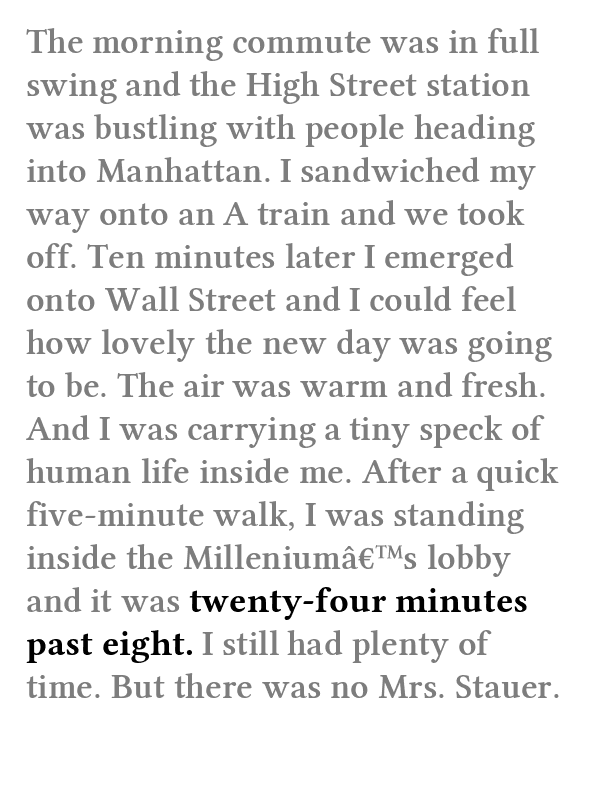 The morning commute was in full
swing and the High Street station
was bustling with people heading
into Manhattan. I sandwiched my
way onto an A train and we took
off. Ten minutes later I emerged
onto Wall Street and I could feel
how lovely the new day was going
to be. The air was warm and fresh.
And I was carrying a tiny speck of
human life inside me. After a quick
five-minute walk, I was standing
inside the Milleniumâ€™s lobby
and it was twenty-four minutes
past eight. I still had plenty of
time. But there was no Mrs. Stauer.